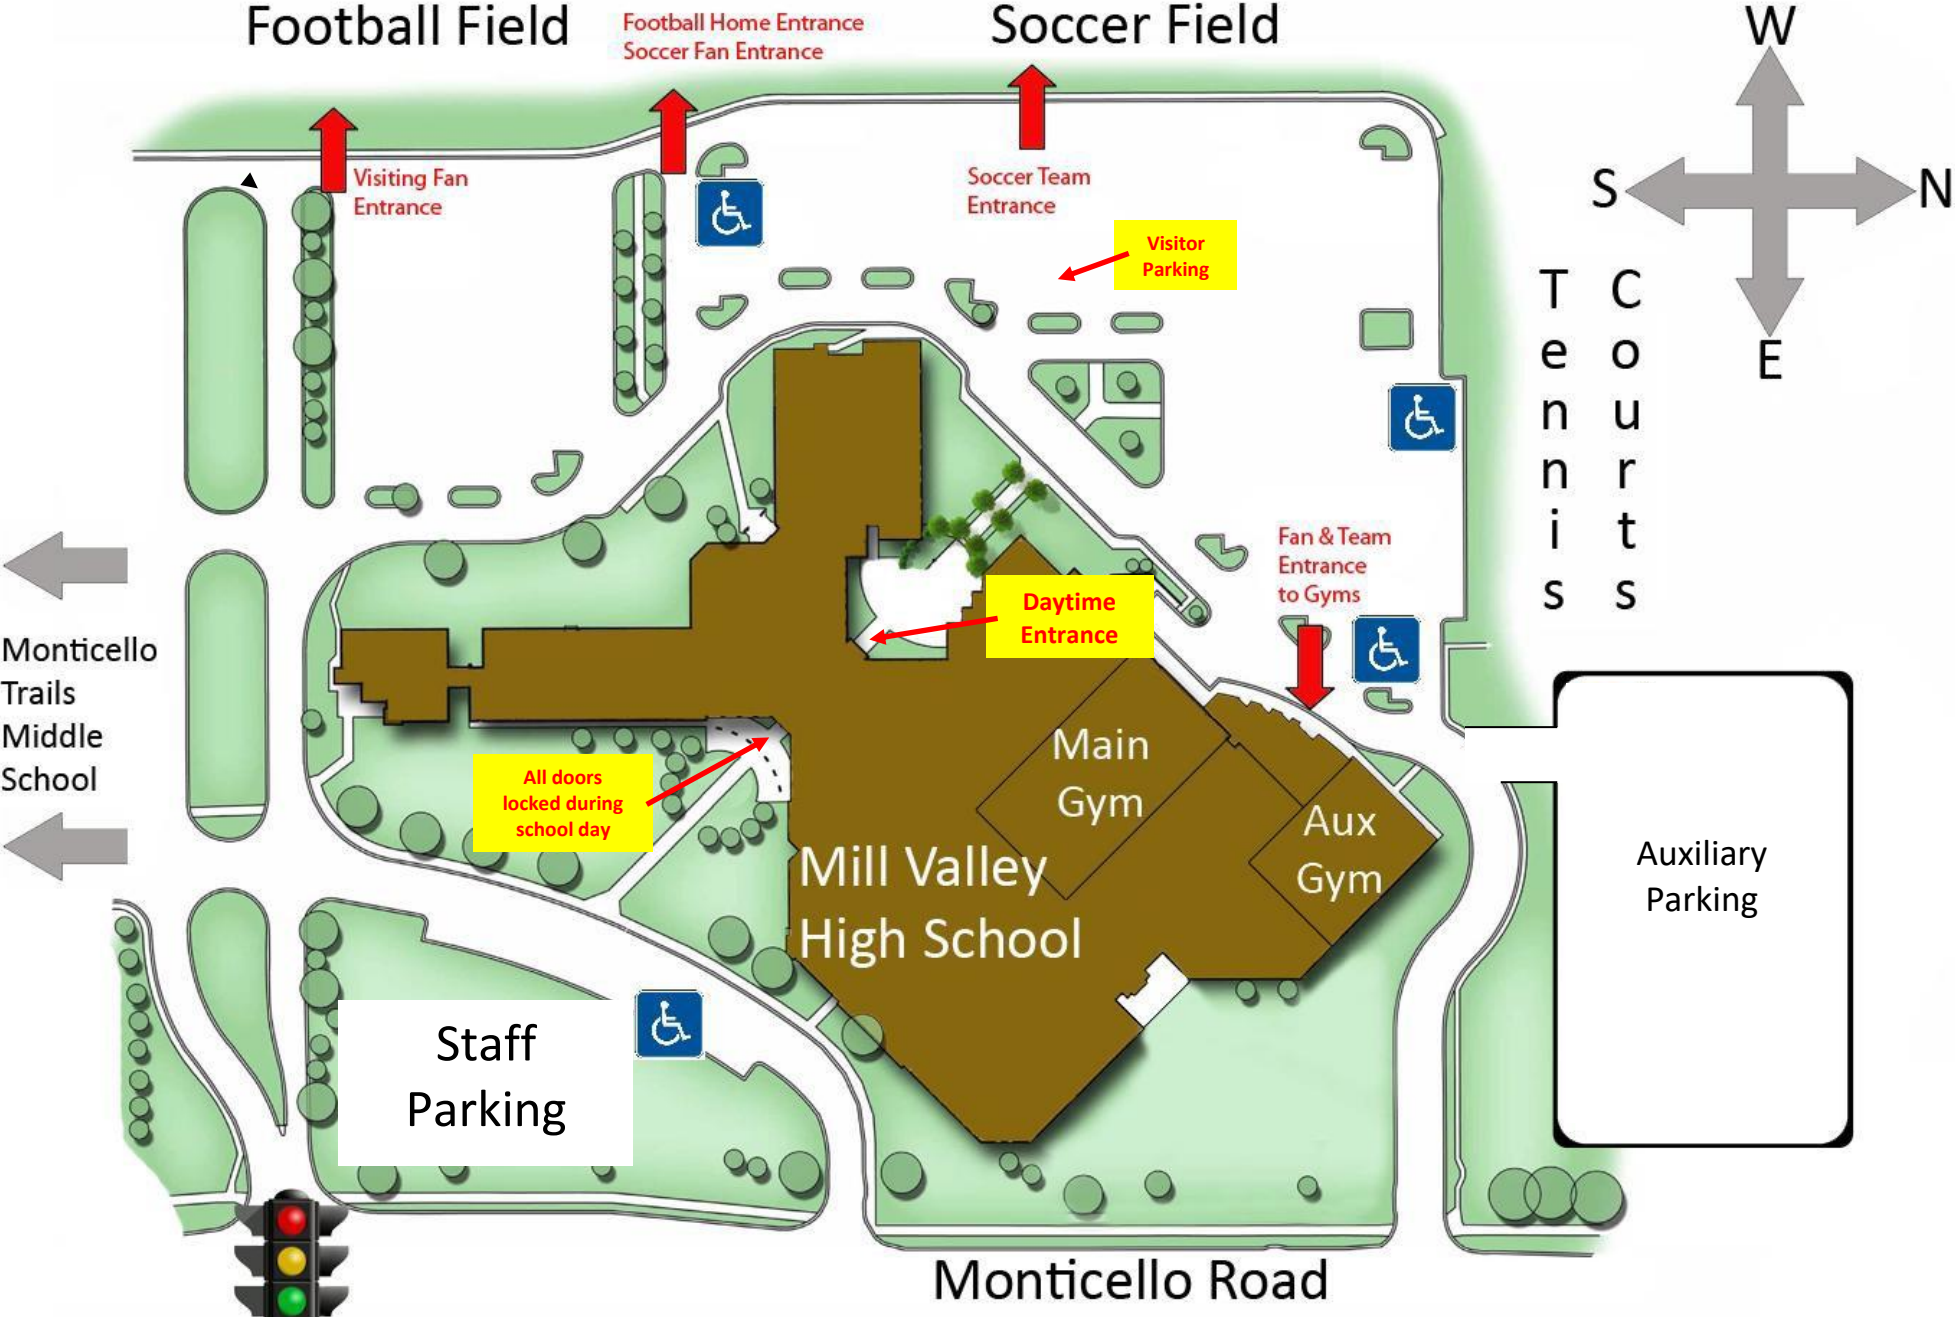 Football Field
Football Home Entrance
Soccer Fan Entrance
Soccer Field
W
S
N
E
Visiting Fan
Entrance
Soccer Team
Entrance
Visitor
Parking
Tennis
Courts
Fan & Team
Entrance
to Gyms
Daytime
Entrance
Monticello
Trails
Middle
School
All doors
locked during
school day
Main
Gym
Aux
Gym
Mill Valley
High School
Auxiliary
Parking
Staff
Parking
Monticello Road